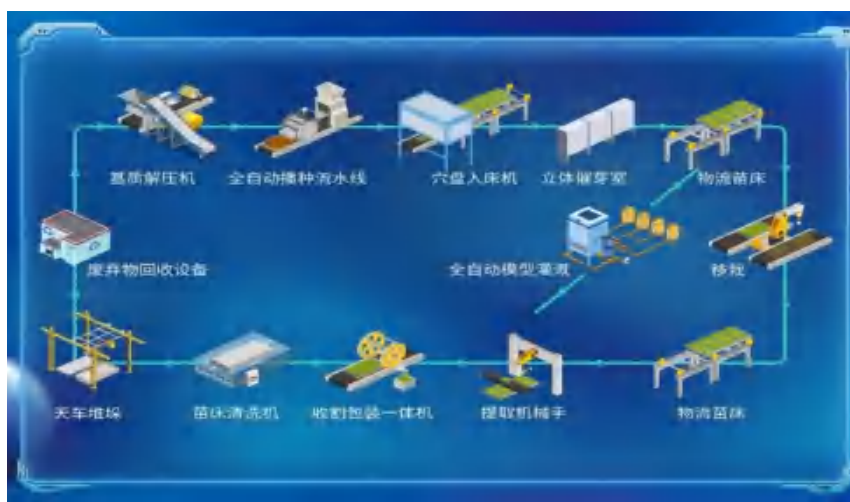 基质解压机
全自动播种流水线
穴盘入床机
立体催芽室
物流苗床
废弃物回收设备
全自动模型灌溉
移栽
天车堆垛
苗床清洗机
收割包装一体机
提取机械手
物流苗床